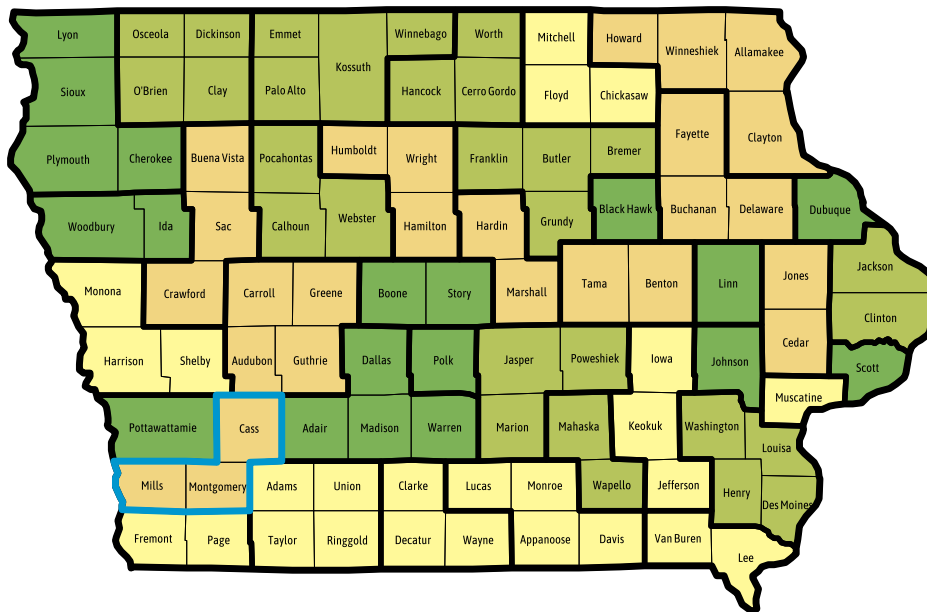 Lyon
Osceola
Dickinson
Emmet
Winnebago
Worth
Mitchell
Howard
Winneshiek
Allamakee
Kossuth
Sioux
O'Brien
Clay
Palo Alto
Hancock
Cerro Gordo
Floyd
Chickasaw
Plymouth
Cherokee
Buena Vista
Pocahontas
Humboldt
Wright
Franklin
Butler
Bremer
Fayette
Clayton
Woodbury
Ida
Sac
Calhoun
Webster
Hamilton
Hardin
Grundy
Black Hawk
Buchanan
Delaware
Dubuque
Monona
Crawford
Carroll
Greene
Boone
Story
Marshall
Tama
Benton
Linn
Jones
Jackson
Clinton
Harrison
Shelby
Audubon
Guthrie
Dallas
Polk
Jasper
Poweshiek
Iowa
Johnson
Cedar
Scott
Muscatine
Pottawattamie
Cass
Adair
Madison
Warren
Marion
Mahaska
Keokuk
Washington
Louisa
Mills
Montgomery
Adams
Union
Clarke
Lucas
Monroe
Wapello
Jefferson
Henry
Des Moines
Fremont
Page
Taylor
Ringgold
Decatur
Wayne
Appanoose
Davis
Van Buren
Lee